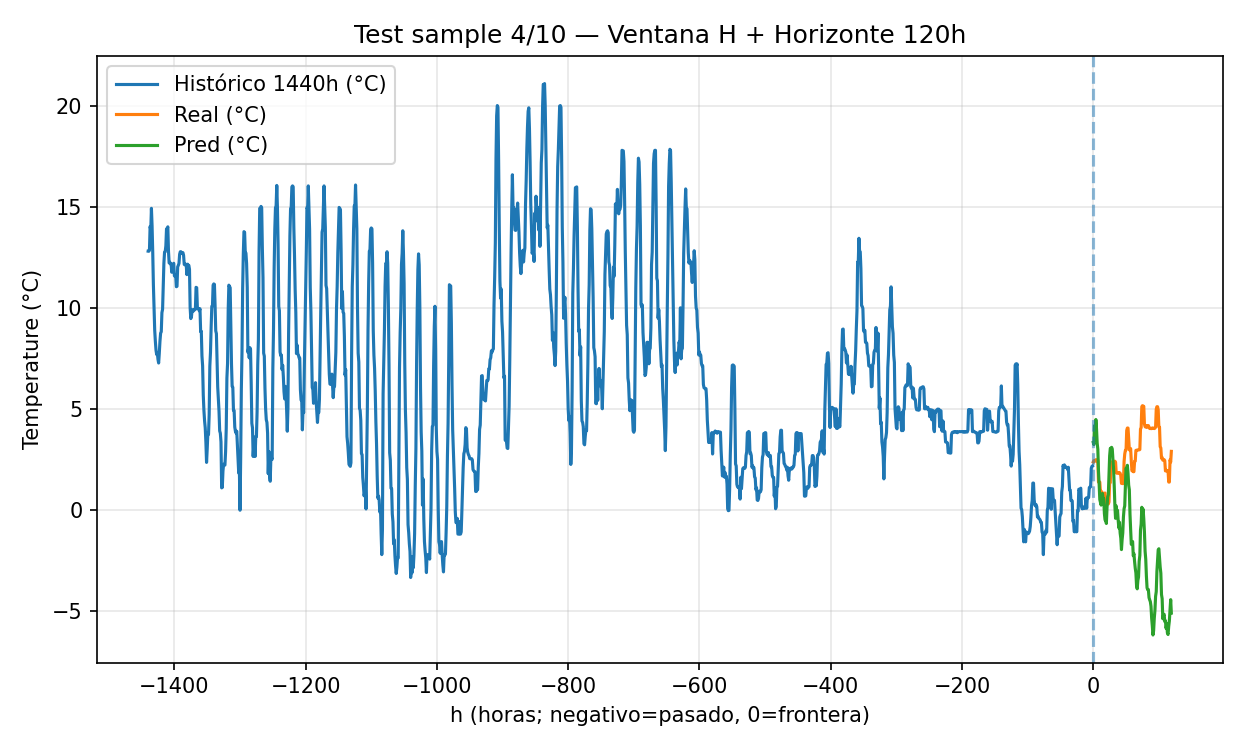 Test sample 4/10 — Ventana H + Horizonte 120h
Histórico 1440h (°C)
Real (°C)
Pred (°C)
Temperature (°C)
20
15
10
5
0
−5
−1400 −1200 −1000 −800 −600 −400 −200 0
h (horas; negativo=pasado, 0=frontera)